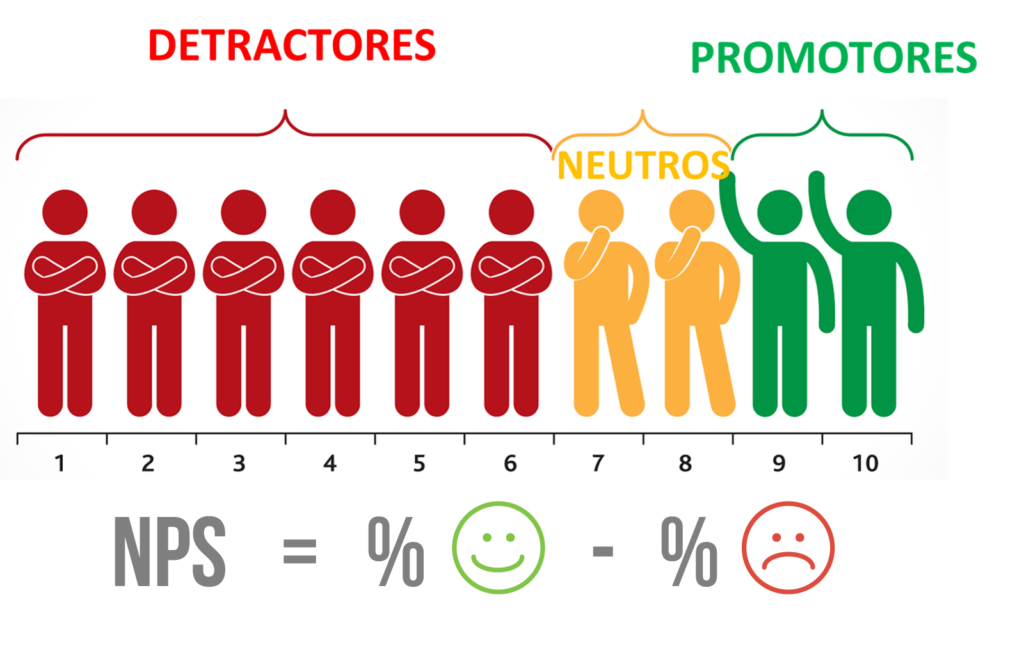 DETRACTORES
PROMOTORES
NEUTROS
1 2 3 4 5 6 7 8 9 10
NPS = % - %